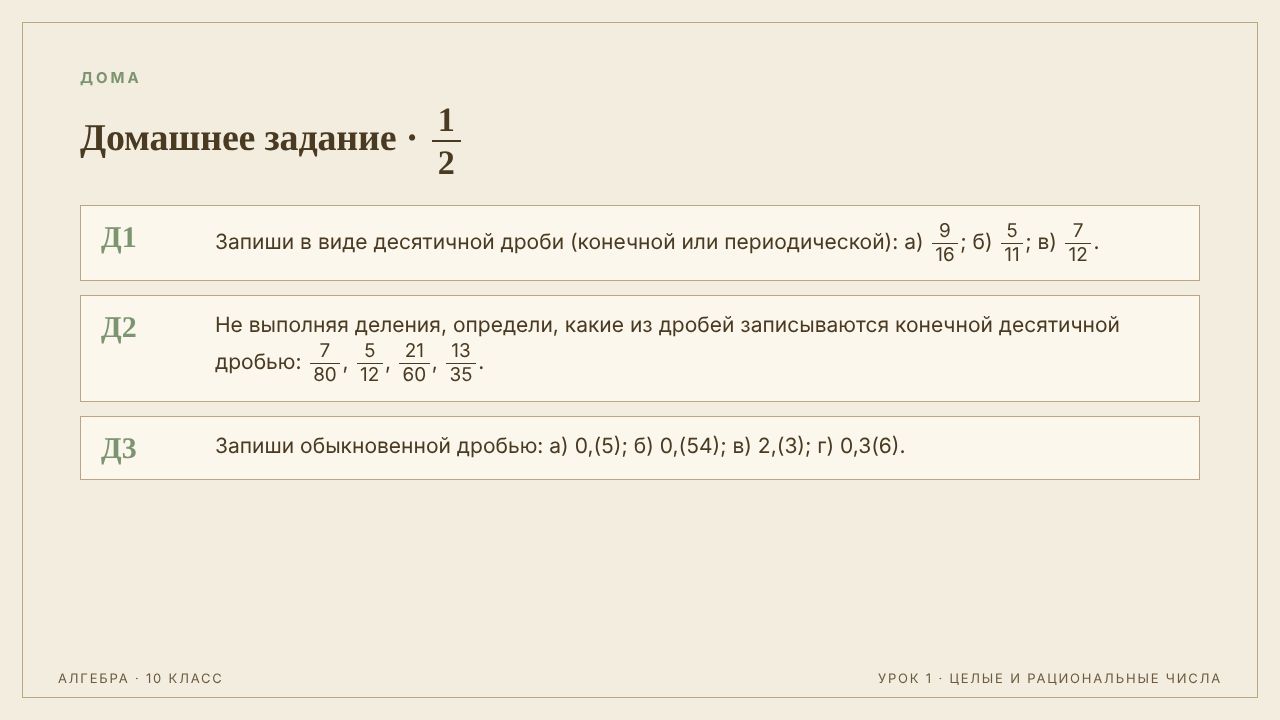 ДОМА
Домашнее задание · 1/2
Д1
Запиши в виде десятичной дроби (конечной или периодической): а) 9/16; б) 5/11; в) 7/12.
Д2
Не выполняя деления, определи, какие из дробей записываются конечной десятичной
дробью: 7/80, 5/12, 21/60, 13/35.
Д3
Запиши обыкновенной дробью: а) 0,(5); б) 0,(54); в) 2,(3); г) 0,3(6).
АЛГЕБРА · 10 КЛАСС
УРОК 1 · ЦЕЛЫЕ И РАЦИОНАЛЬНЫЕ ЧИСЛА